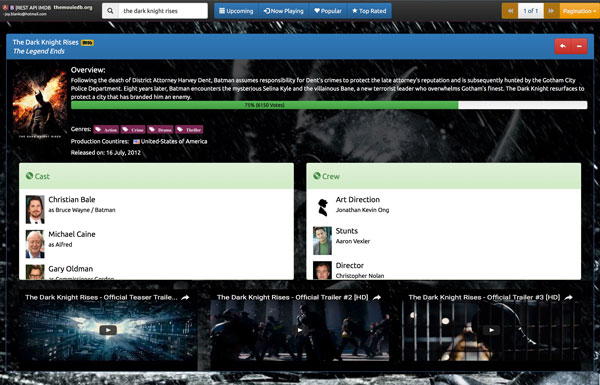 B [REST API IMDB themouviedb.org
- joy.blanks@hotmail.com
the dark knight rises
Upcoming
Now Playing
Popular
Top Rated
1 of 1
Pagination
The Dark Knight Rises
The Legend Ends
Overview:
Following the death of District Attorney Harvey Dent, Batman assumes responsibility for Dent's crimes to protect the late attorney's reputation and is subsequently hunted by the Gotham City
Police Department. Eight years later, Batman encounters the mysterious Selina Kyle and the villainous Bane, a new terrorist leader who overwhelms Gotham's finest. The Dark Knight resurfaces to
protect a city that has branded him an enemy.
75% (6150 Votes)
Genres: Action Crime Drama Thriller
Production Countires: United-States of America
Released on: 16 July, 2012
Cast
Christian Bale
as Bruce Wayne / Batman
Michael Caine
as Alfred
Gary Oldman
as Commissioner Gordon
Crew
Art Direction
Jonathan Kevin Ong
Stunts
Aaron Vexler
Director
Christopher Nolan
The Dark Knight Rises - Official Teaser Traile...
The Dark Knight Rises - Official Trailer #2 [HD]
The Dark Knight Rises - Official Trailer #3 [HD]